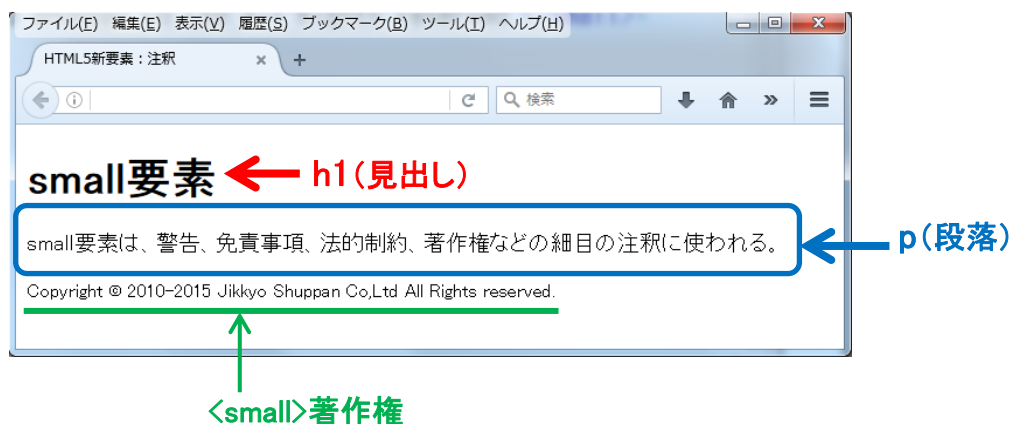 ファイル(F) 編集(E) 表示(V) 履歴(S) ブックマーク(B) ツール(T) ヘルプ(H)
HTML5新要素：注釈
検索
small要素
h1(見出し)
small要素は、警告、免責事項、法的制約、著作権などの細目の注釈に使われる。
p(段落)
Copyright © 2010-2015 Jikkyo Shuppan Co,Ltd All Rights reserved.
<small>著作権